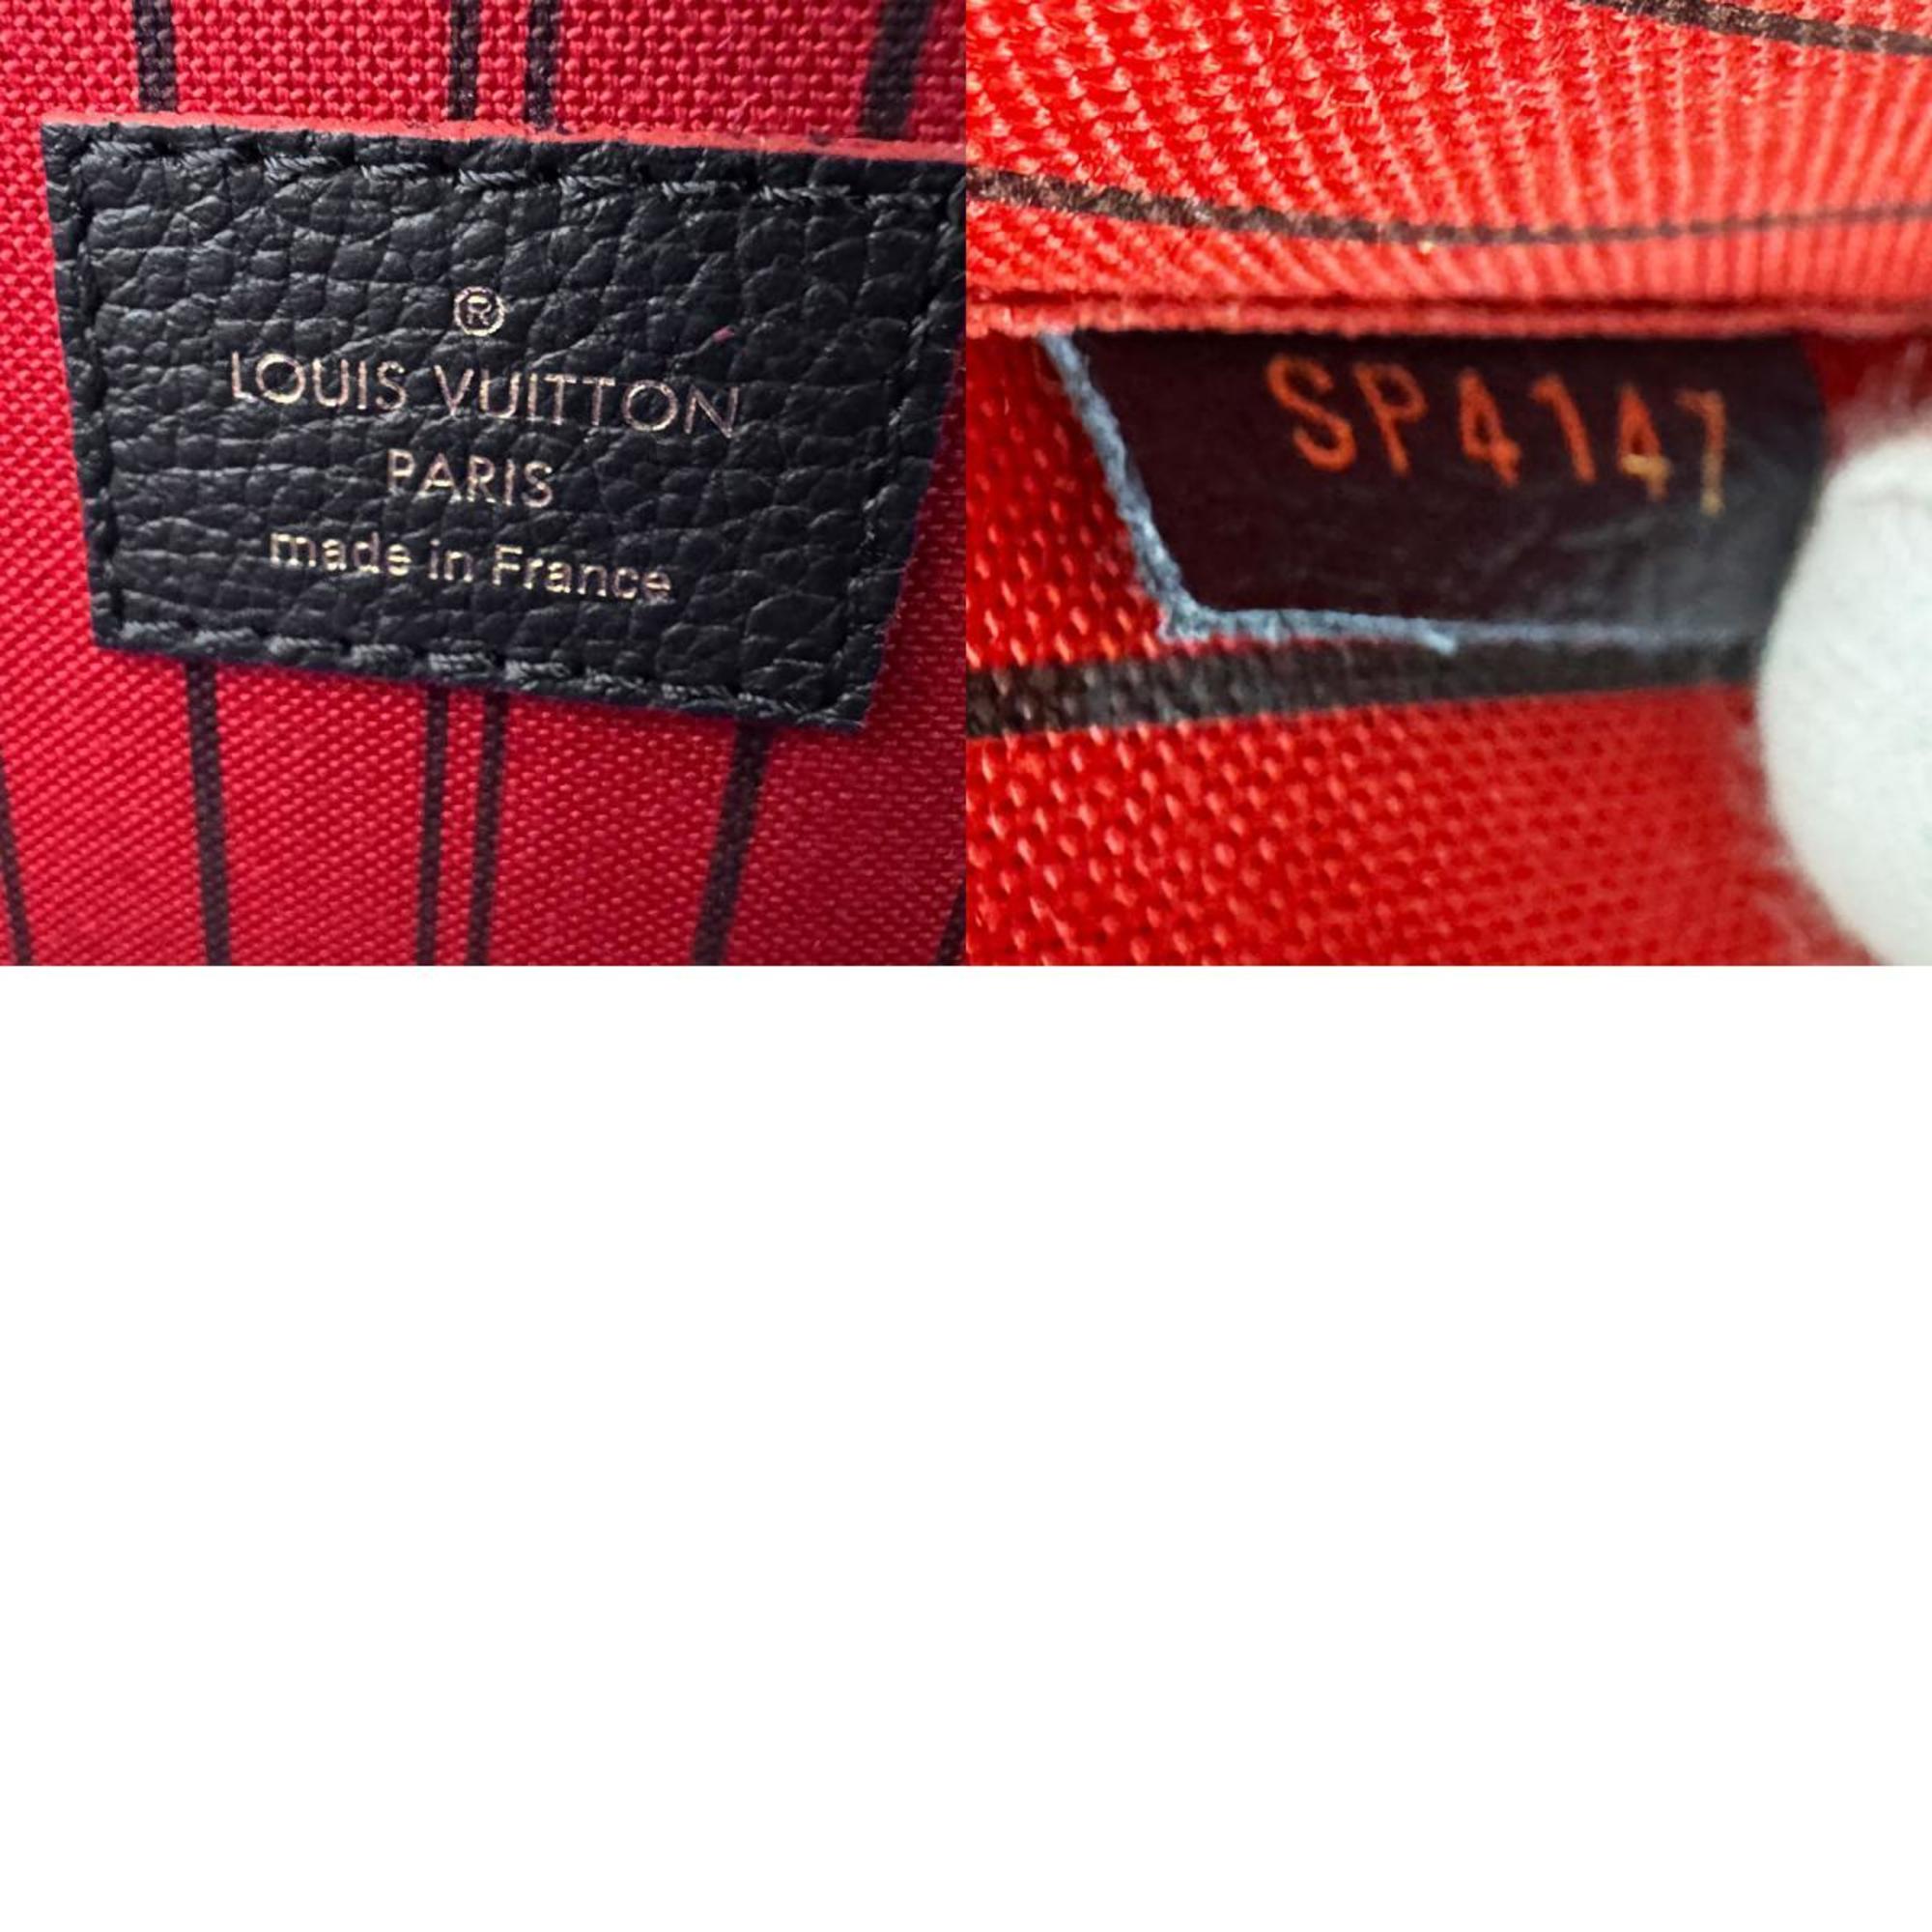 ®
LOUIS VUITTON
PARIS
made in France
SP4147